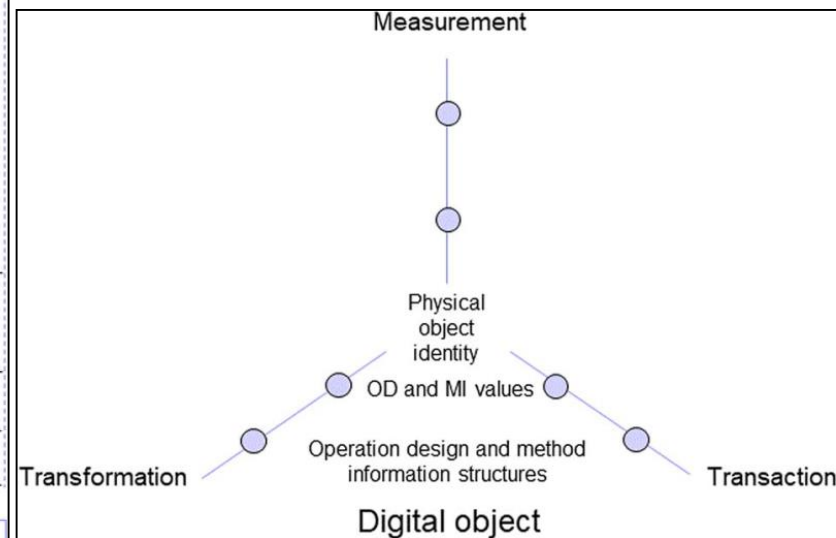 Measurement
Physical
object
identity
OD and MI values
Operation design and method
information structures
Transformation
Transaction
Digital object